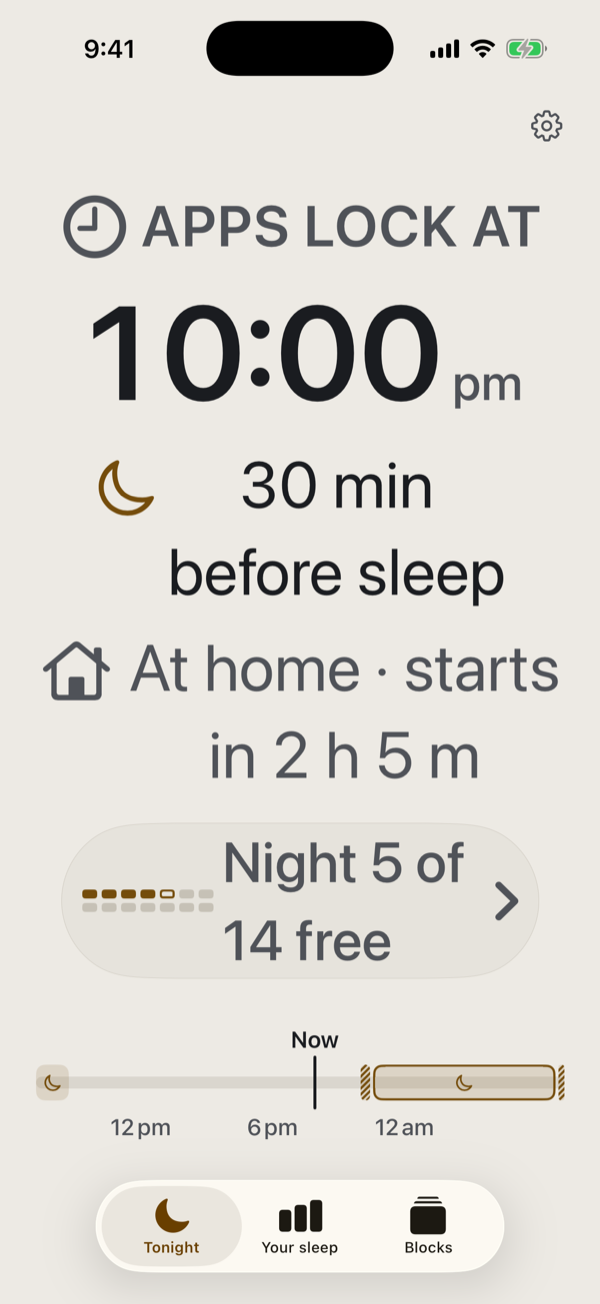 9:41
APPS LOCK AT
10:00 pm
30 min
before sleep
At home · starts
in 2 h 5 m
Night 5 of
14 free
Now
12 pm 6 pm 12 am
Tonight Your sleep Blocks